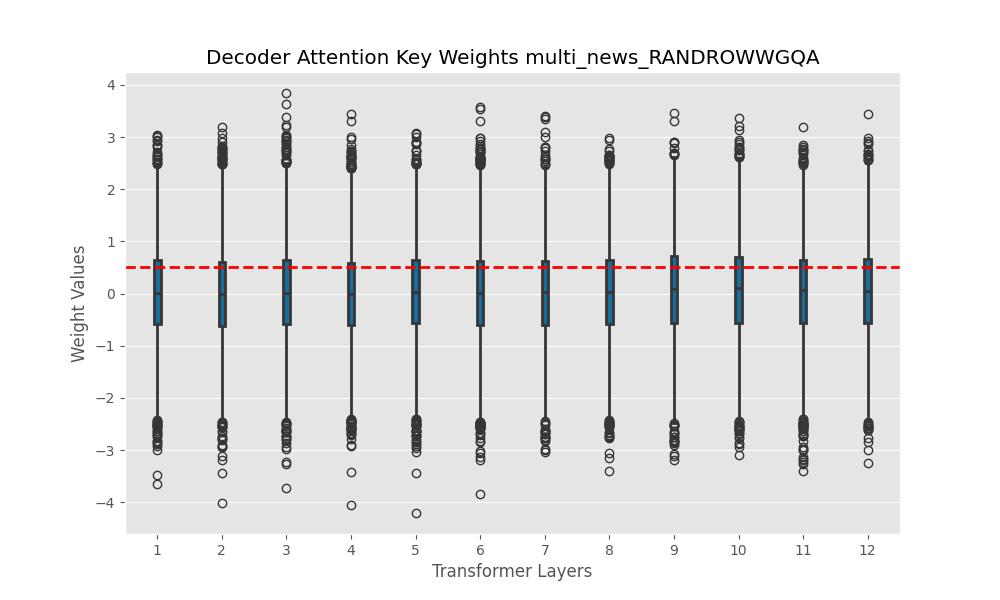 Decoder Attention Key Weights multi_news_RANDROWWGQA
4
3
2
1
0
−1
−2
−3
−4
Weight Values
1 2 3 4 5 6 7 8 9 10 11 12
Transformer Layers